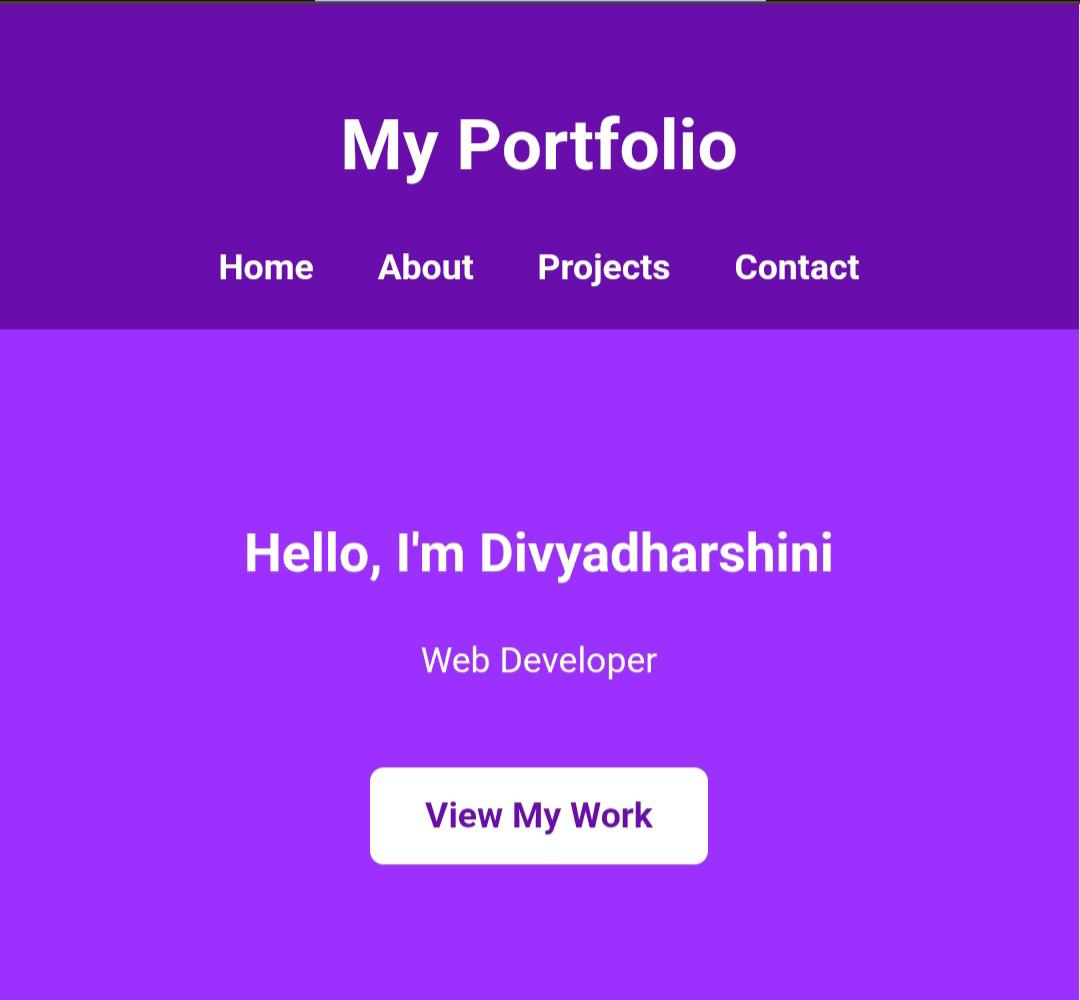 My Portfolio
Home About Projects Contact
Hello, I'm Divyadharshini
Web Developer
View My Work